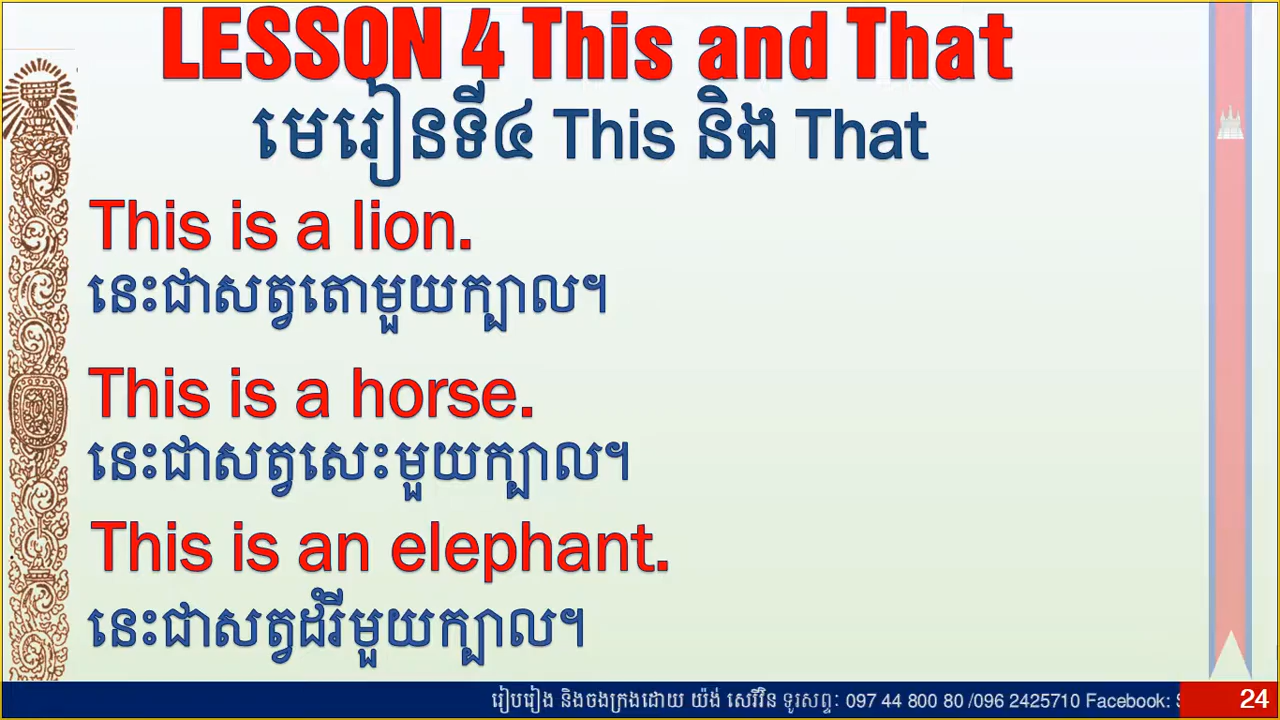 LESSON 4 This and That
មេរៀនទី៤ This និង That
This is a lion.
នេះជាសត្វតោមួយក្បាល។
This is a horse.
នេះជាសត្វសេះមួយក្បាល។
This is an elephant.
នេះជាសត្វដំរីមួយក្បាល។
រៀបរៀង និងចងក្រងដោយ យ៉ង់ សេរីវិន ទូរសព្ទ: 097 44 800 80 /096 2425710 Facebook: S
24